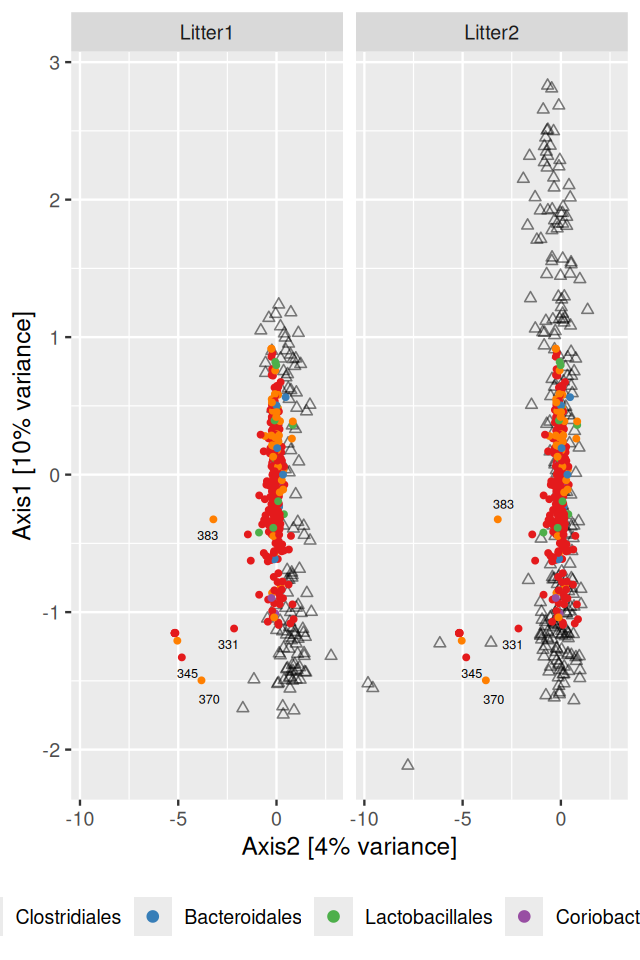 Litter1 Litter2
3
2
1
0
-1
-2
383
383
331
331
345
345
370
370
-10 -5 0 -10 -5 0
Axis1 [10% variance]
Axis2 [4% variance]
Clostridiales Bacteroidales Lactobacillales Coriobact